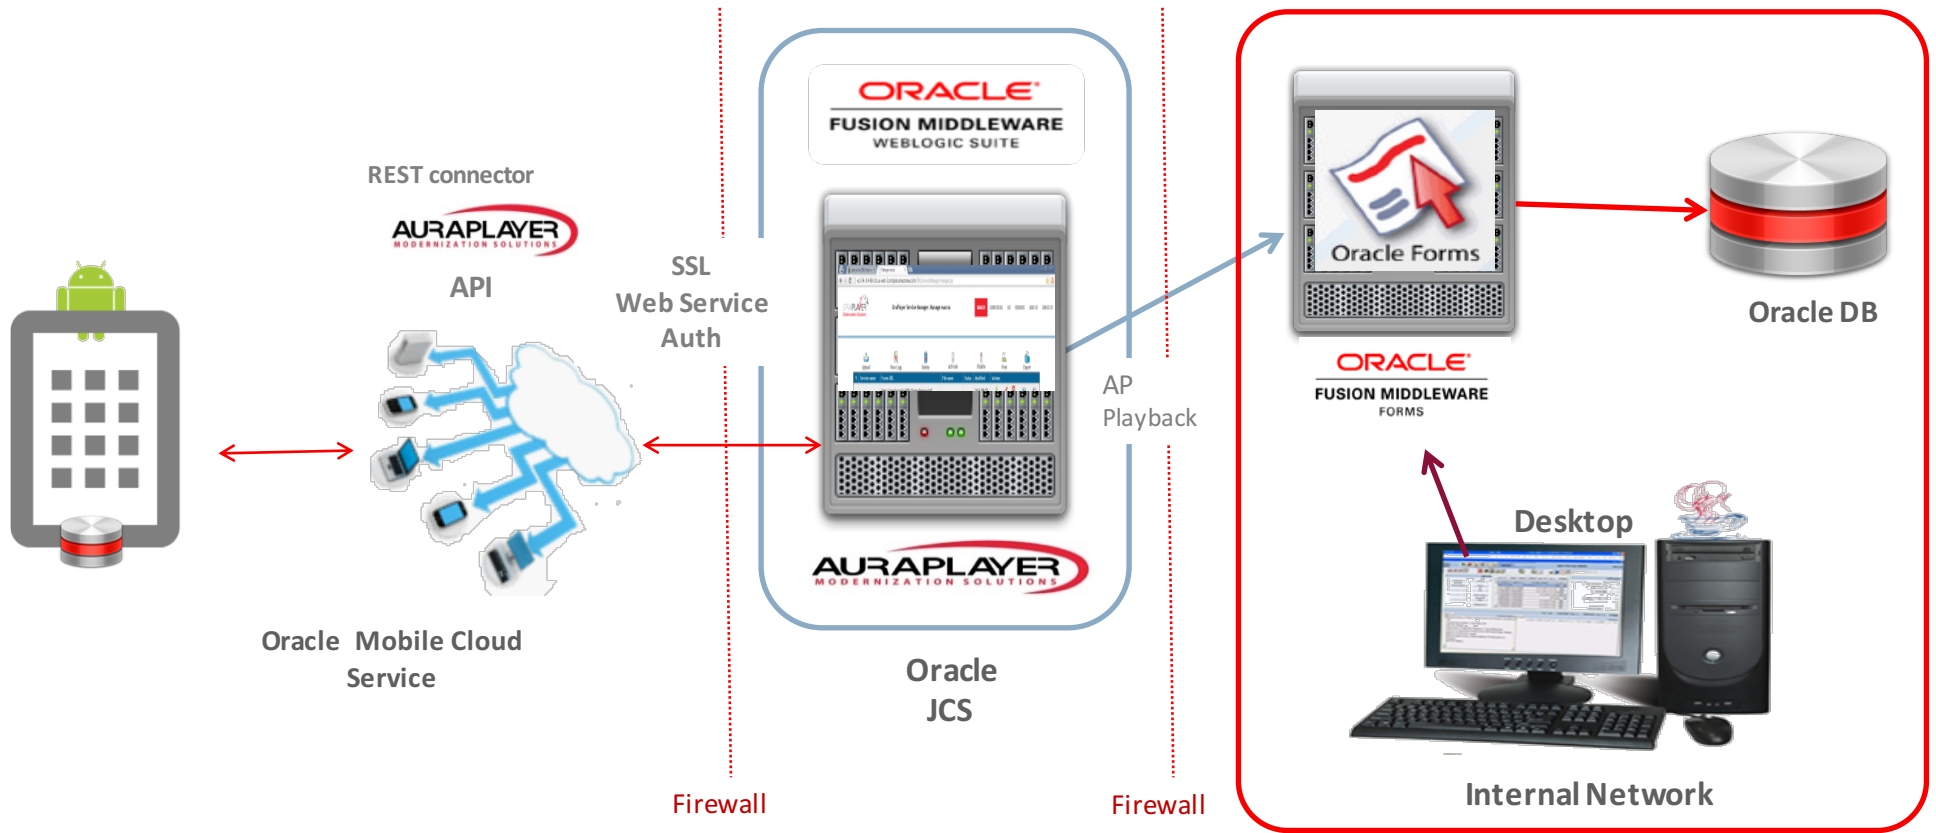 REST connector
AURAPLAYER
MODERNIZATION SOLUTIONS
API
Oracle Mobile Cloud
Service
SSL
Web Service
Auth
Firewall
ORACLE
FUSION MIDDLEWARE
WEBLOGIC SUITE
AURAPLAYER
MODERNIZATION SOLUTIONS
Oracle
JCS
AP
Playback
Firewall
Oracle Forms
ORACLE
FUSION MIDDLEWARE
FORMS
Oracle DB
Desktop
Internal Network